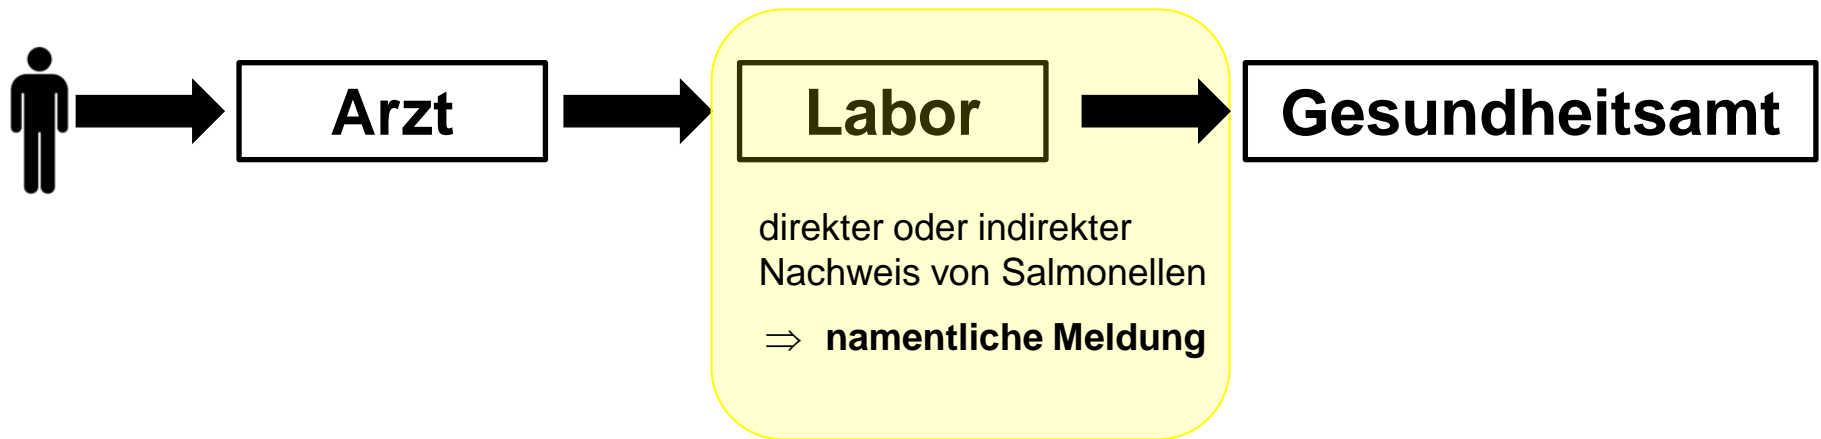 Arzt
Labor
Gesundheitsamt
direkter oder indirekter
Nachweis von Salmonellen
⇒ namentliche Meldung